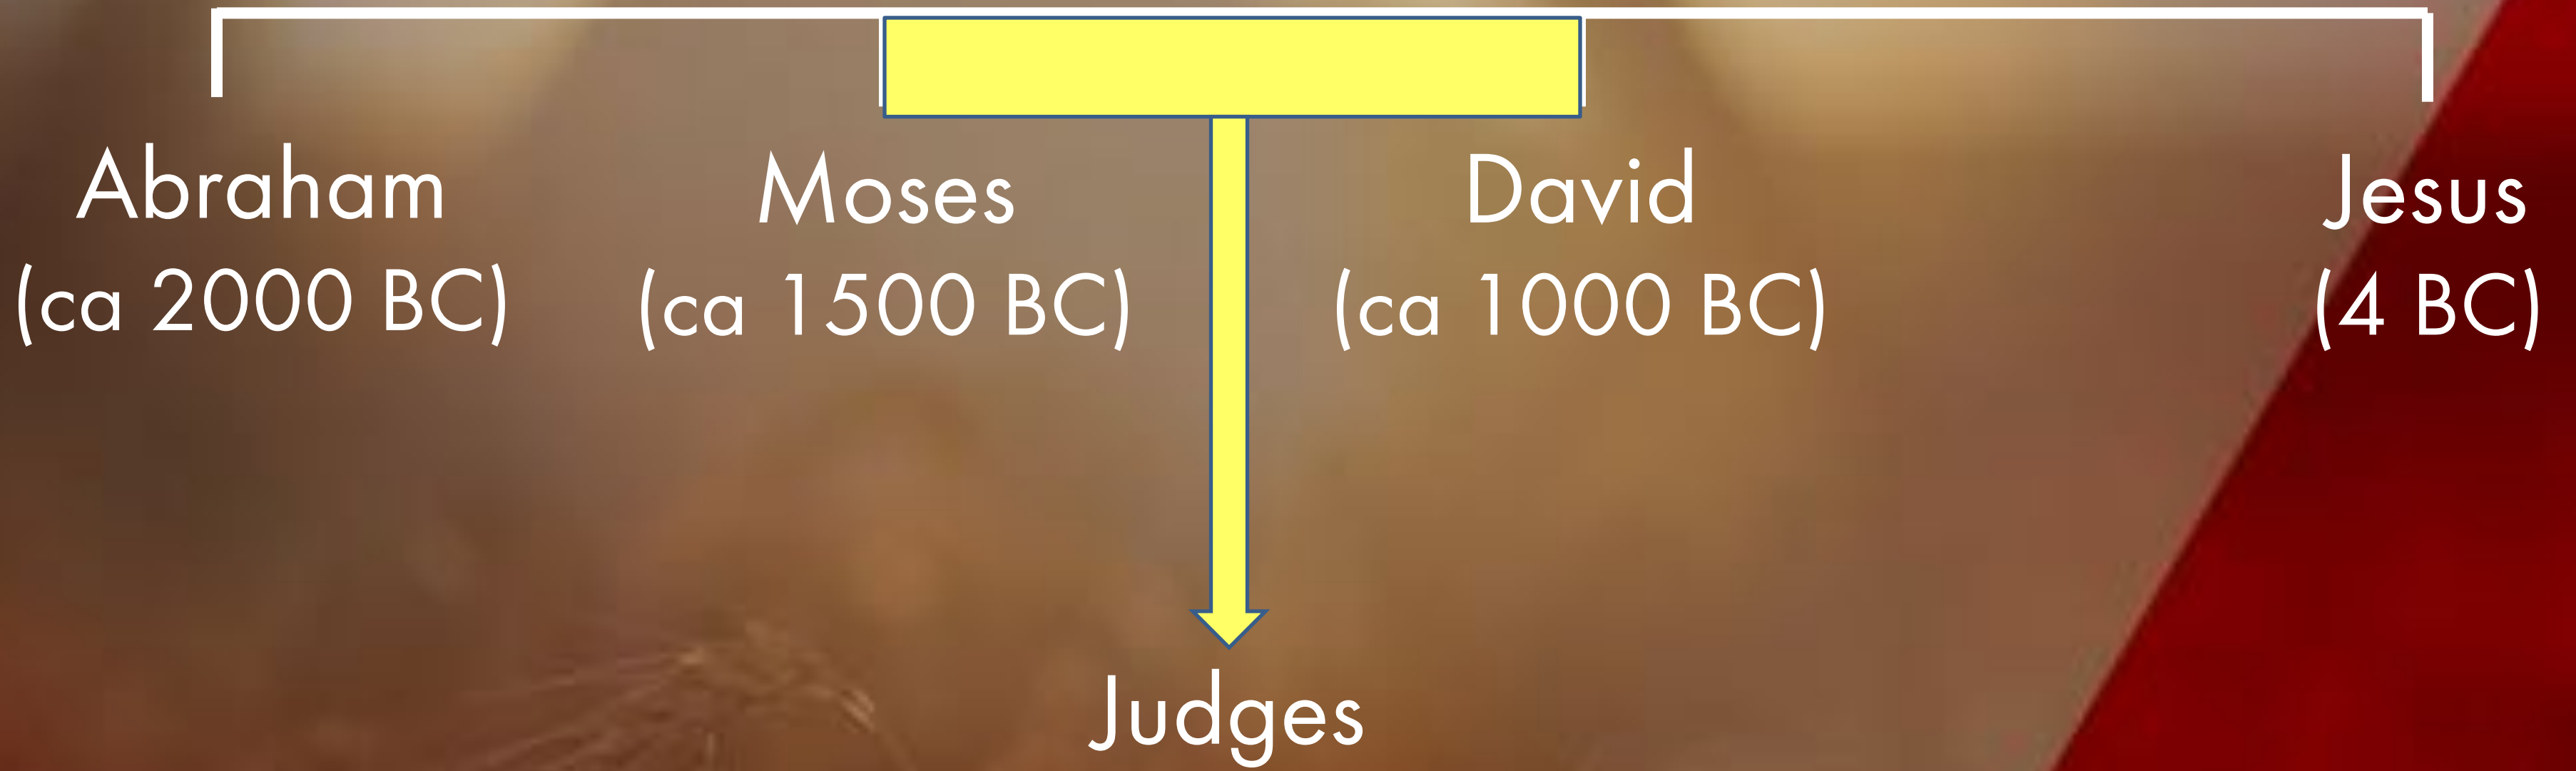 Abraham
(ca 2000 BC)
Moses
(ca 1500 BC)
David
(ca 1000 BC)
Jesus
(4 BC)
Judges